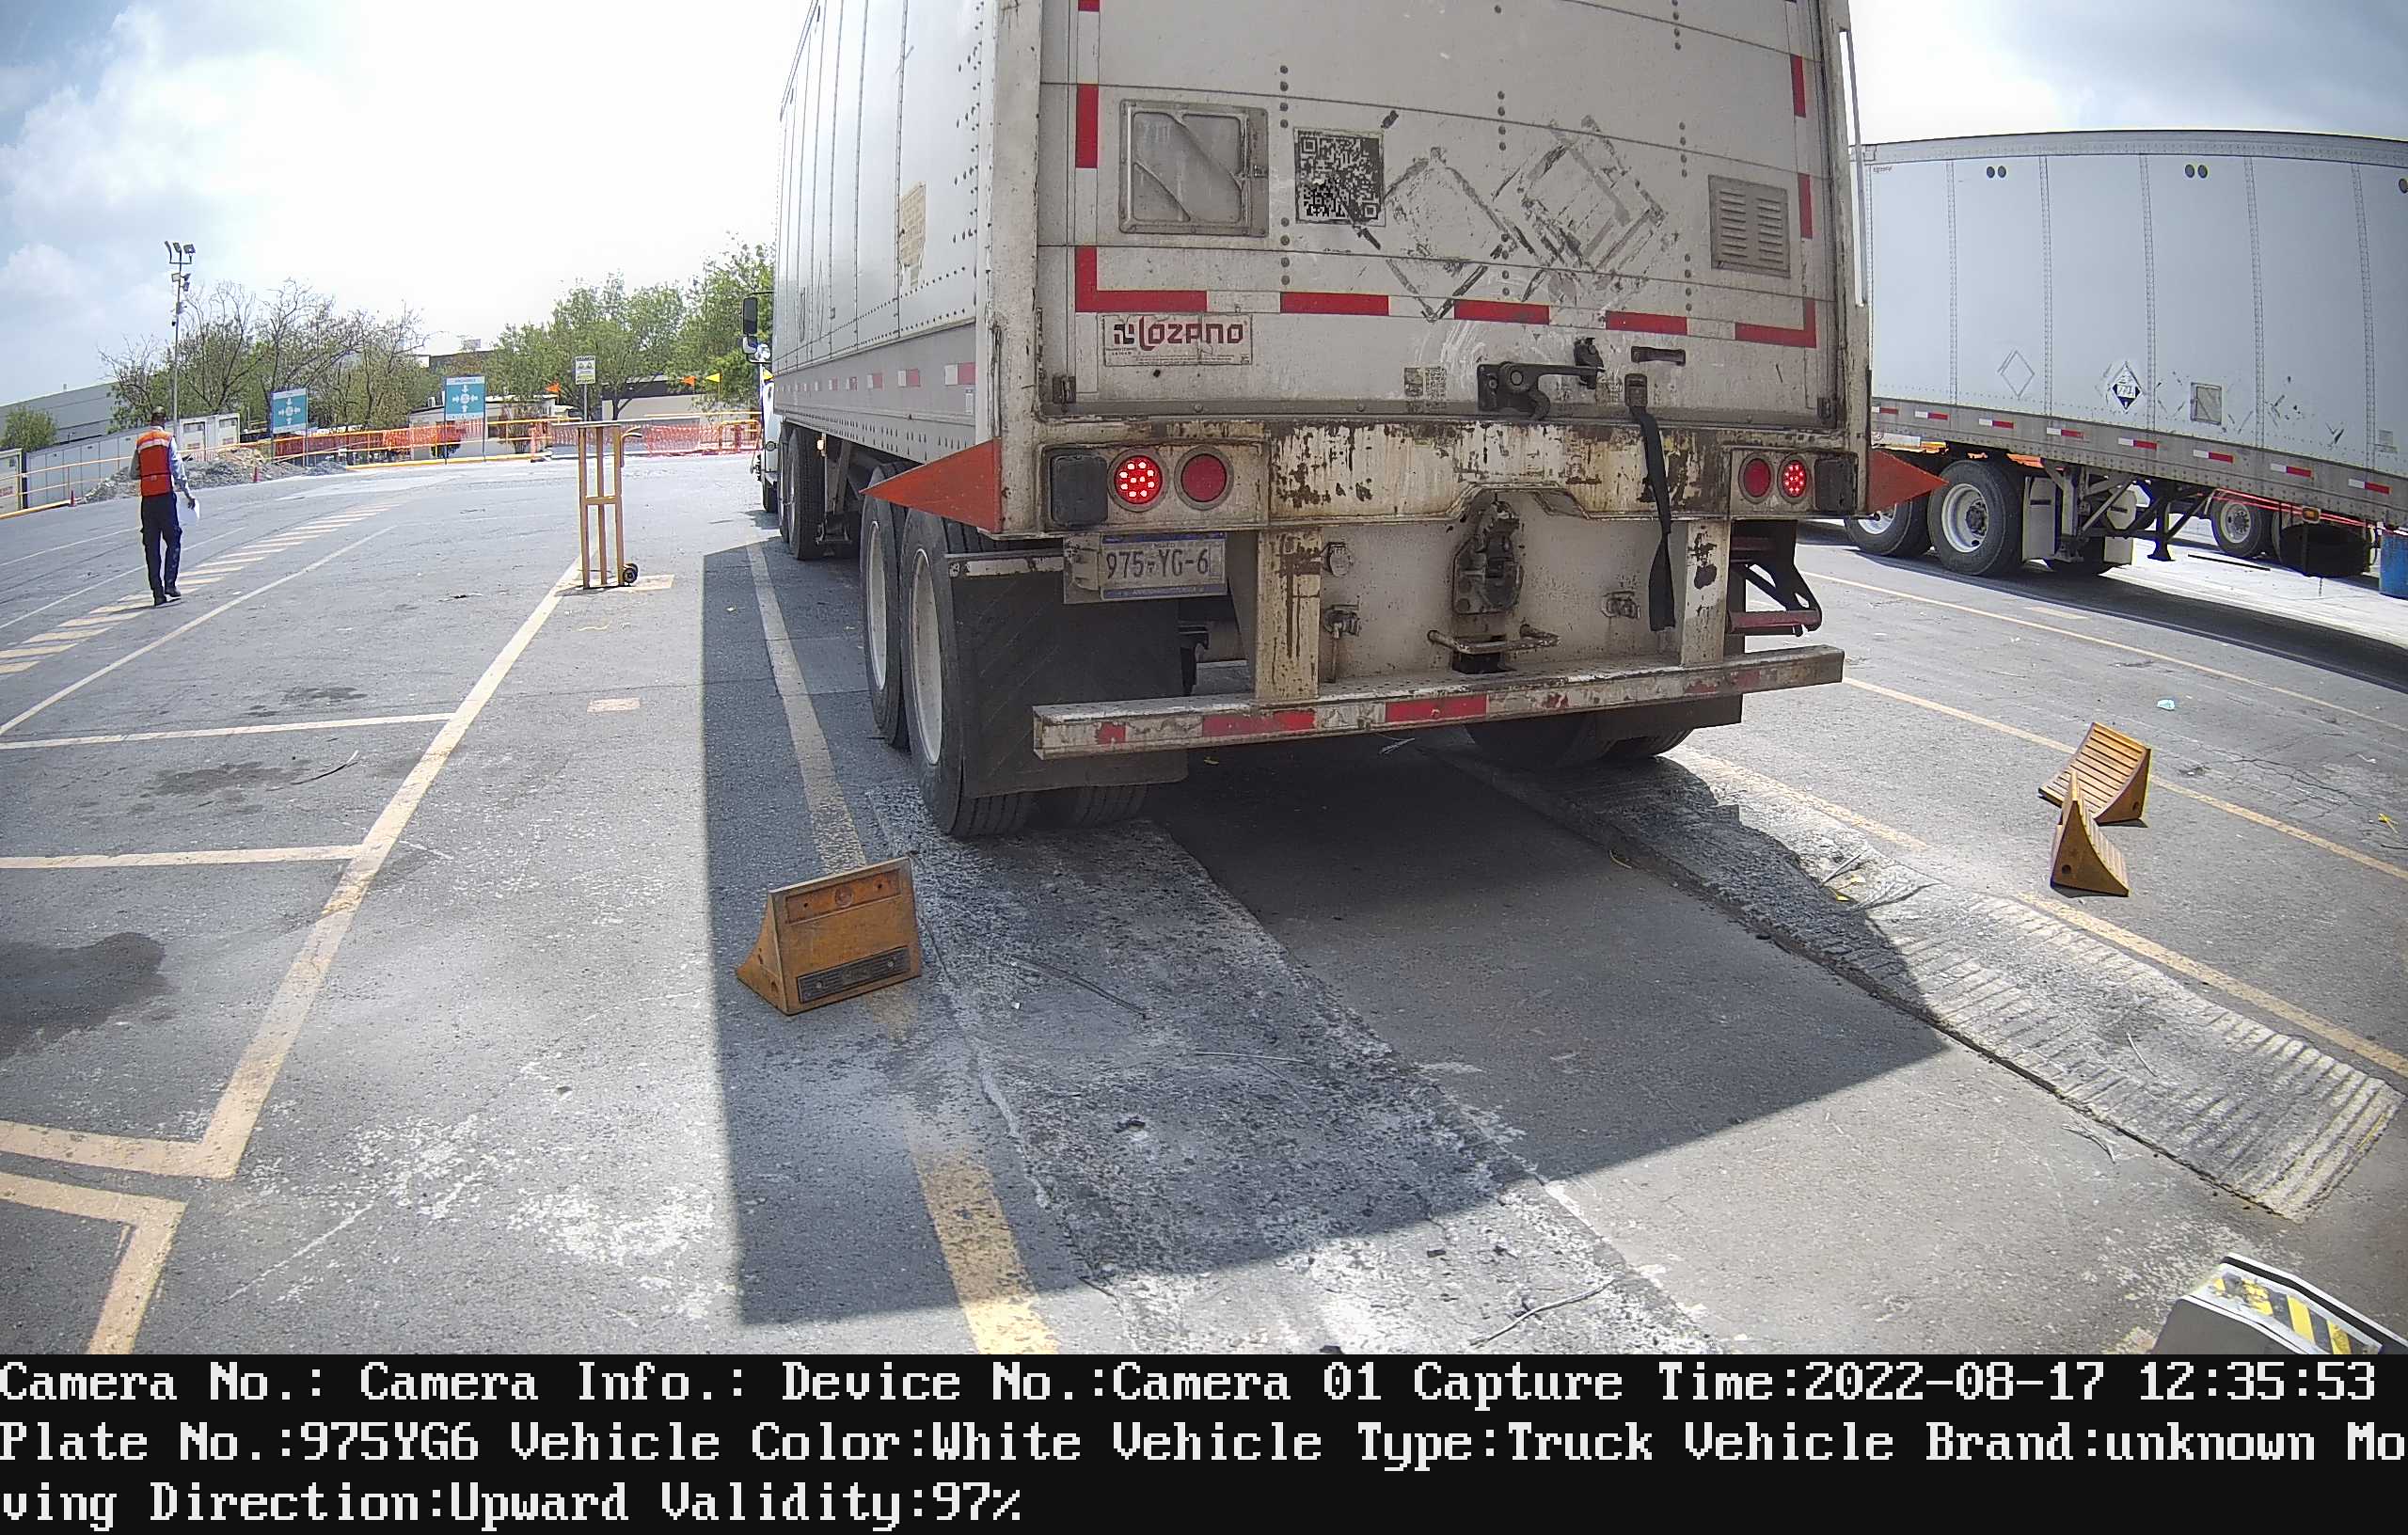 Lozano
975-YG-6
Camera No.: Camera Info.: Device No.:Camera 01 Capture Time:2022-08-17 12:35:53
Plate No.:975YG6 Vehicle Color:White Vehicle Type:Truck Vehicle Brand:unknown Mo
ving Direction:Upward Validity:97%